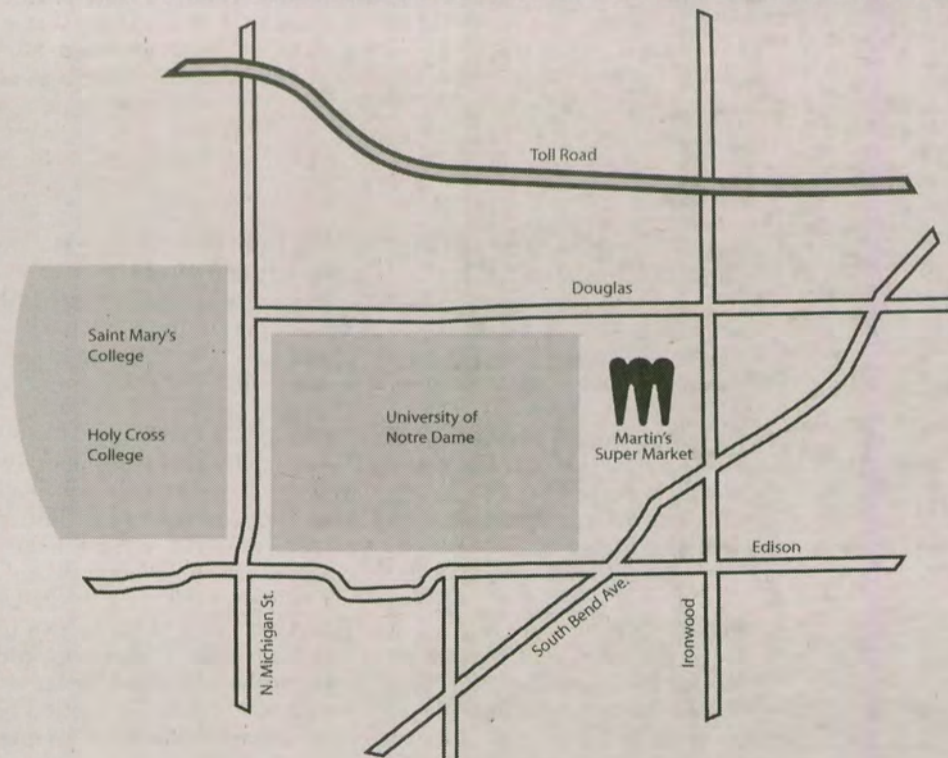 Toll Road
Douglas
Saint Mary's
College
University of
Notre Dame
Holy Cross
College
Martin's
Super Market
Edison
South Bend Ave.
N. Michigan St.
Ironwood